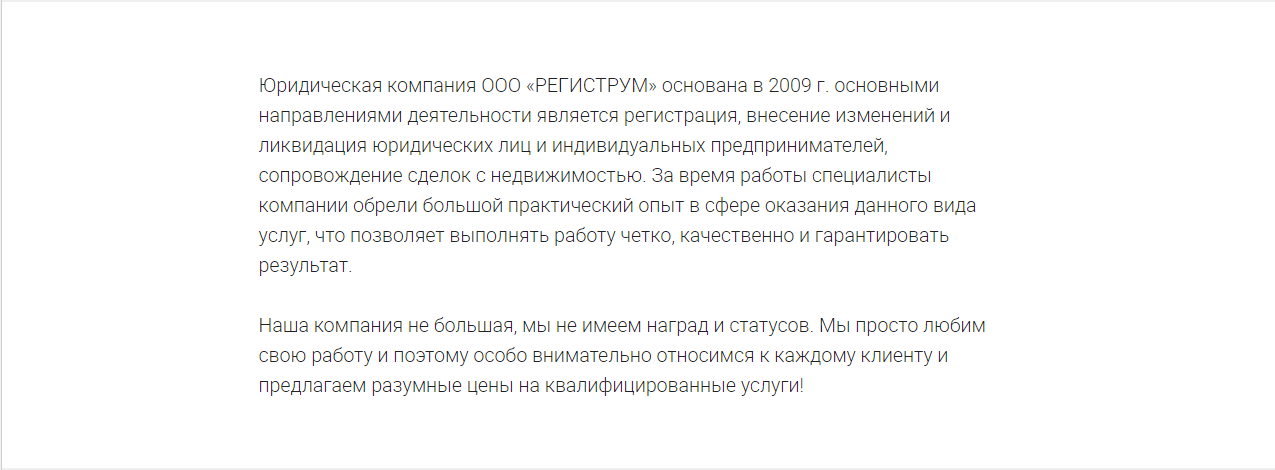 Юридическая компания ООО «РЕГИСТРУМ» основана в 2009 г. основными
направлениями деятельности является регистрация, внесение изменений и
ликвидация юридических лиц и индивидуальных предпринимателей,
сопровождение сделок с недвижимостью. За время работы специалисты
компании обрели большой практический опыт в сфере оказания данного вида
услуг, что позволяет выполнять работу четко, качественно и гарантировать
результат.
Наша компания не большая, мы не имеем наград и статусов. Мы просто любим
свою работу и поэтому особо внимательно относимся к каждому клиенту и
предлагаем разумные цены на квалифицированные услуги!